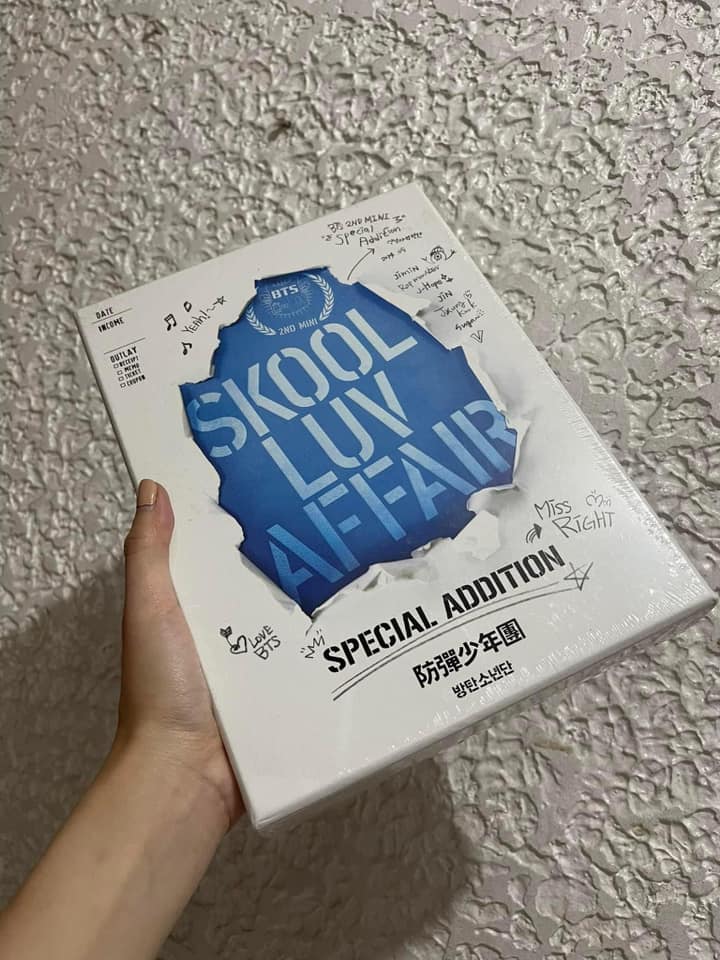 DATE
INCOME
OUTLAY
□ RECEIPT
□ MEMO
□ TICKET
□ COUPON
YEAH!~
2ND MINI
Special Addition
Jimin V
Rap monster
J-Hope
JIN
Jung Kook
Suga
BTS
2ND MINI
SKOOL
LUV
AFFAIR
MISS
RIGHT
SPECIAL ADDITION
LOVE
BTS
防彈少年團
방탄소년단